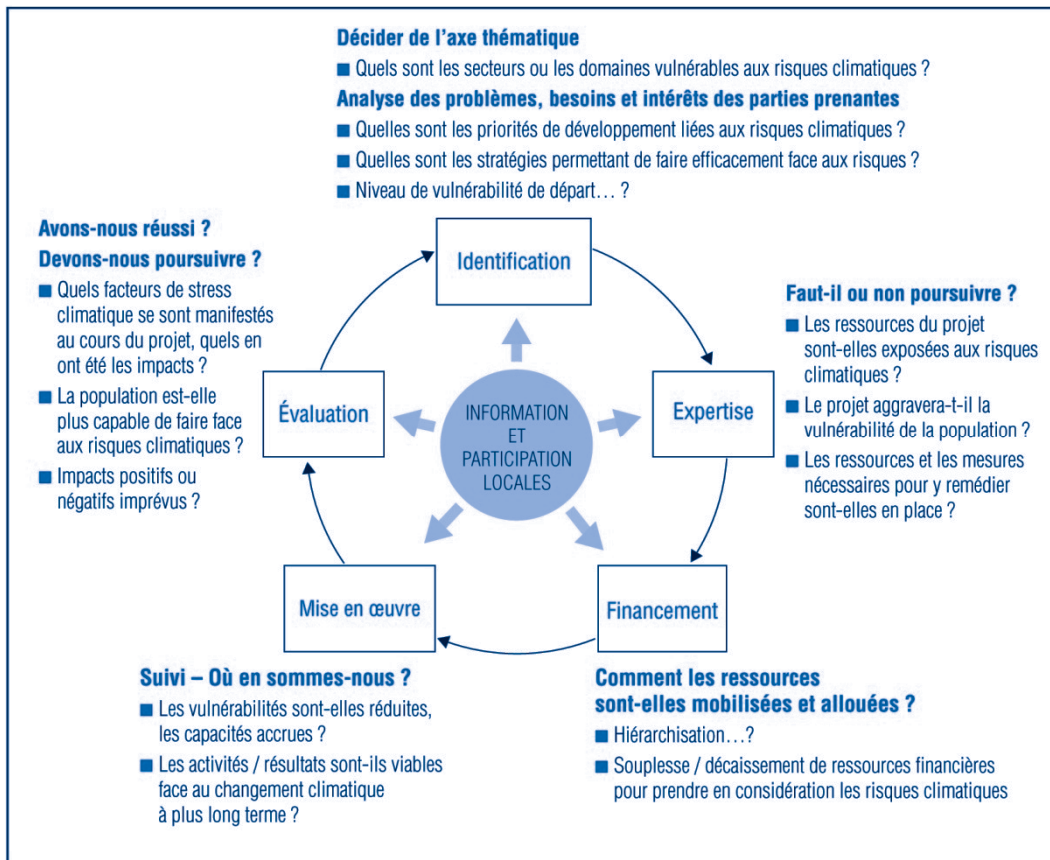 Décider de l'axe thématique
■ Quels sont les secteurs ou les domaines vulnérables aux risques climatiques ?
Analyse des problèmes, besoins et intérêts des parties prenantes
■ Quelles sont les priorités de développement liées aux risques climatiques ?
■ Quelles sont les stratégies permettant de faire efficacement face aux risques ?
■ Niveau de vulnérabilité de départ… ?
Identification
Avons-nous réussi ?
Devons-nous poursuivre ?
■ Quels facteurs de stress
climatique se sont manifestés
au cours du projet, quels en
ont été les impacts ?
■ La population est-elle
plus capable de faire face
aux risques climatiques ?
■ Impacts positifs ou
négatifs imprévus ?
Évaluation
INFORMATION
ET
PARTICIPATION
LOCALES
Expertise
Faut-il ou non poursuivre ?
■ Les ressources du projet
sont-elles exposées aux risques
climatiques ?
■ Le projet aggravera-t-il la
vulnérabilité de la population ?
■ Les ressources et les mesures
nécessaires pour y remédier
sont-elles en place ?
Mise en œuvre
Financement
Suivi – Où en sommes-nous ?
■ Les vulnérabilités sont-elles réduites,
les capacités accrues ?
■ Les activités / résultats sont-ils viables
face au changement climatique
à plus long terme ?
Comment les ressources
sont-elles mobilisées et allouées ?
■ Hiérarchisation…?
■ Souplesse / décaissement de ressources financières
pour prendre en considération les risques climatiques